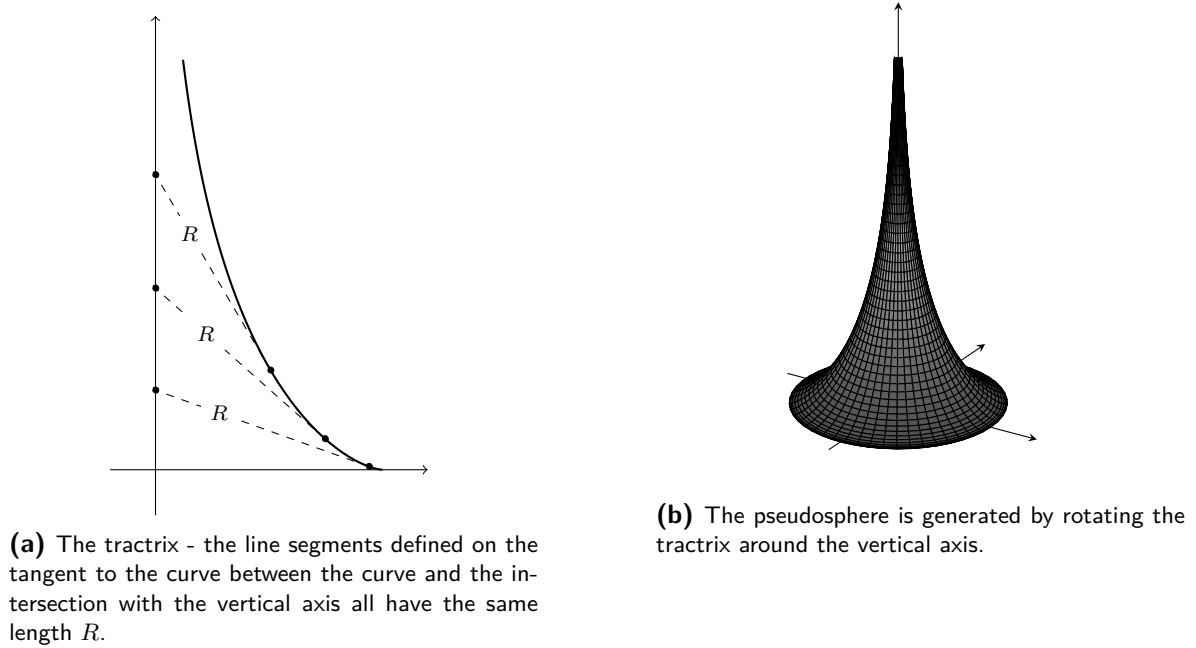 R
R
R
(a) The tractrix - the line segments defined on the
tangent to the curve between the curve and the in-
tersection with the vertical axis all have the same
length R.
(b) The pseudosphere is generated by rotating the
tractrix around the vertical axis.